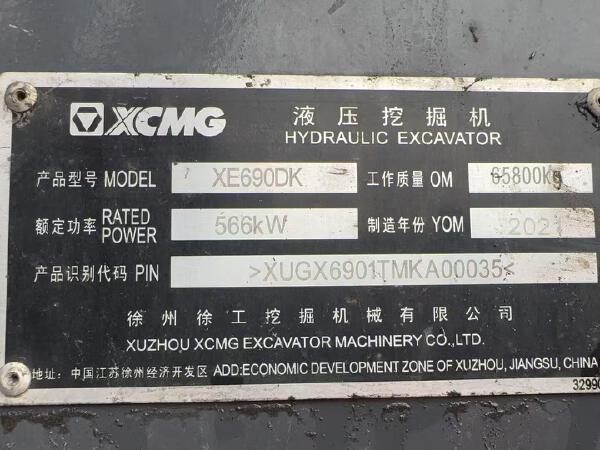 XCMG
液压挖掘机
HYDRAULIC EXCAVATOR
产品型号 MODEL XE690DK 工作质量 OM 65800kg
额定功率 RATED POWER 566kW 制造年份 YOM 2021
产品识别代码 PIN >XUGX6901TMKA00035<
徐州徐工挖掘机械有限公司
XUZHOU XCMG EXCAVATOR MACHINERY CO.,LTD.
地址: 中国江苏徐州经济开发区 ADD:ECONOMIC DEVELOPMENT ZONE OF XUZHOU, JIANGSU, CHINA